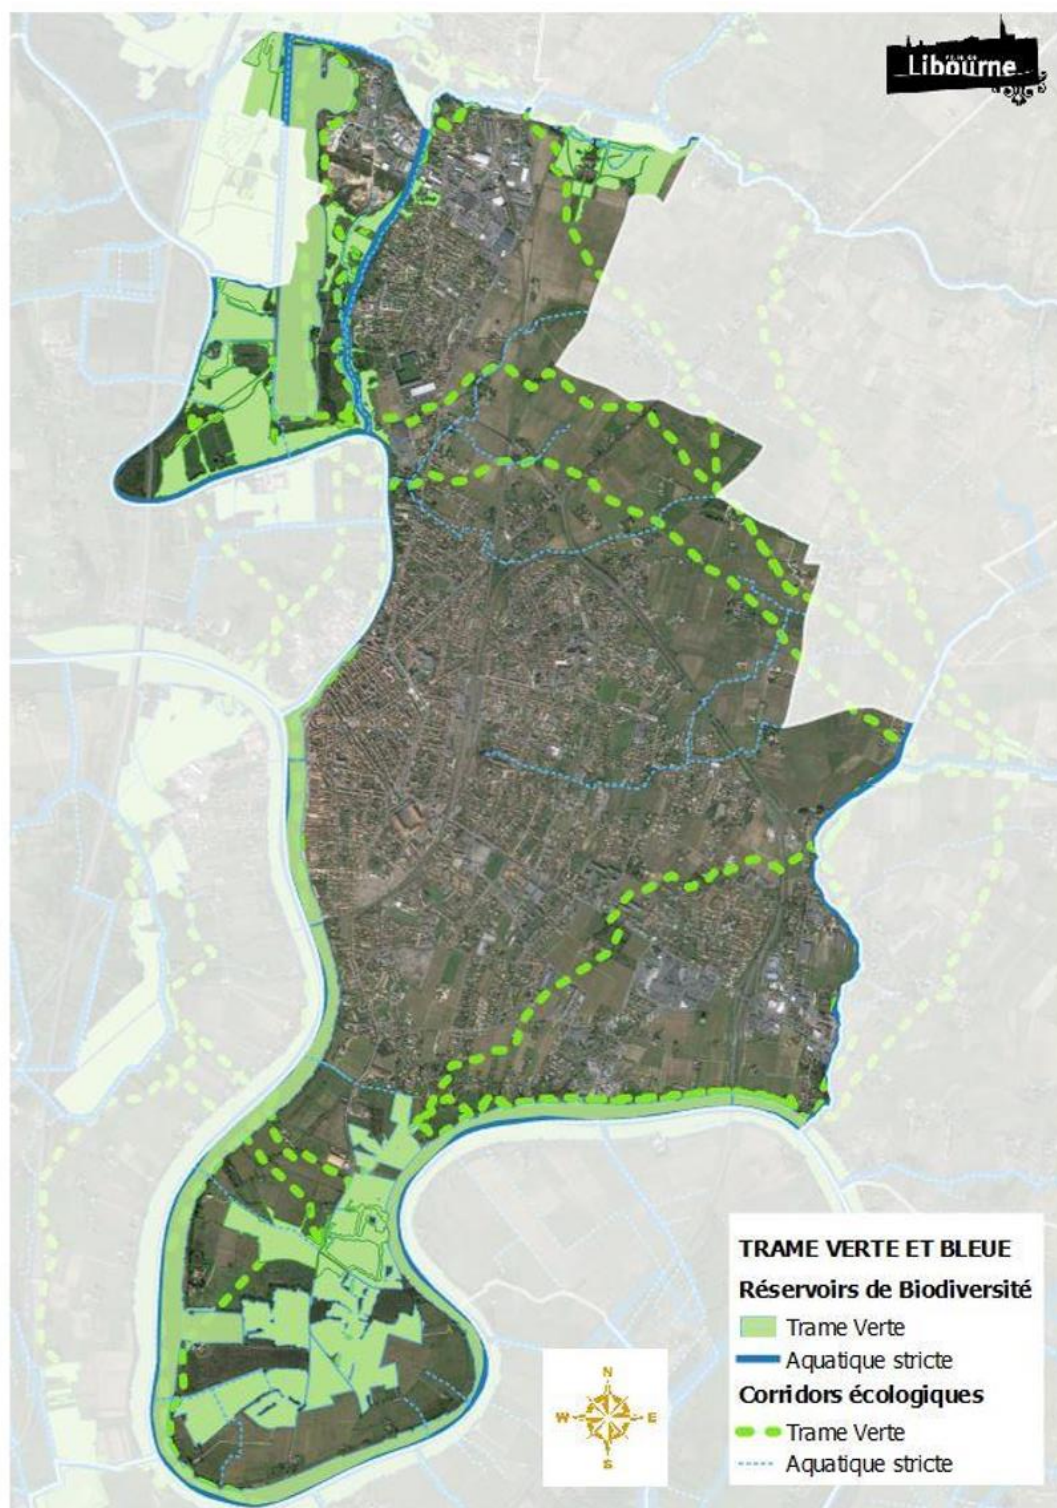 Libourne
TRAME VERTE ET BLEUE
Réservoirs de Biodiversité
Trame Verte
Aquatique stricte
Corridors écologiques
Trame Verte
Aquatique stricte
N
W E
S